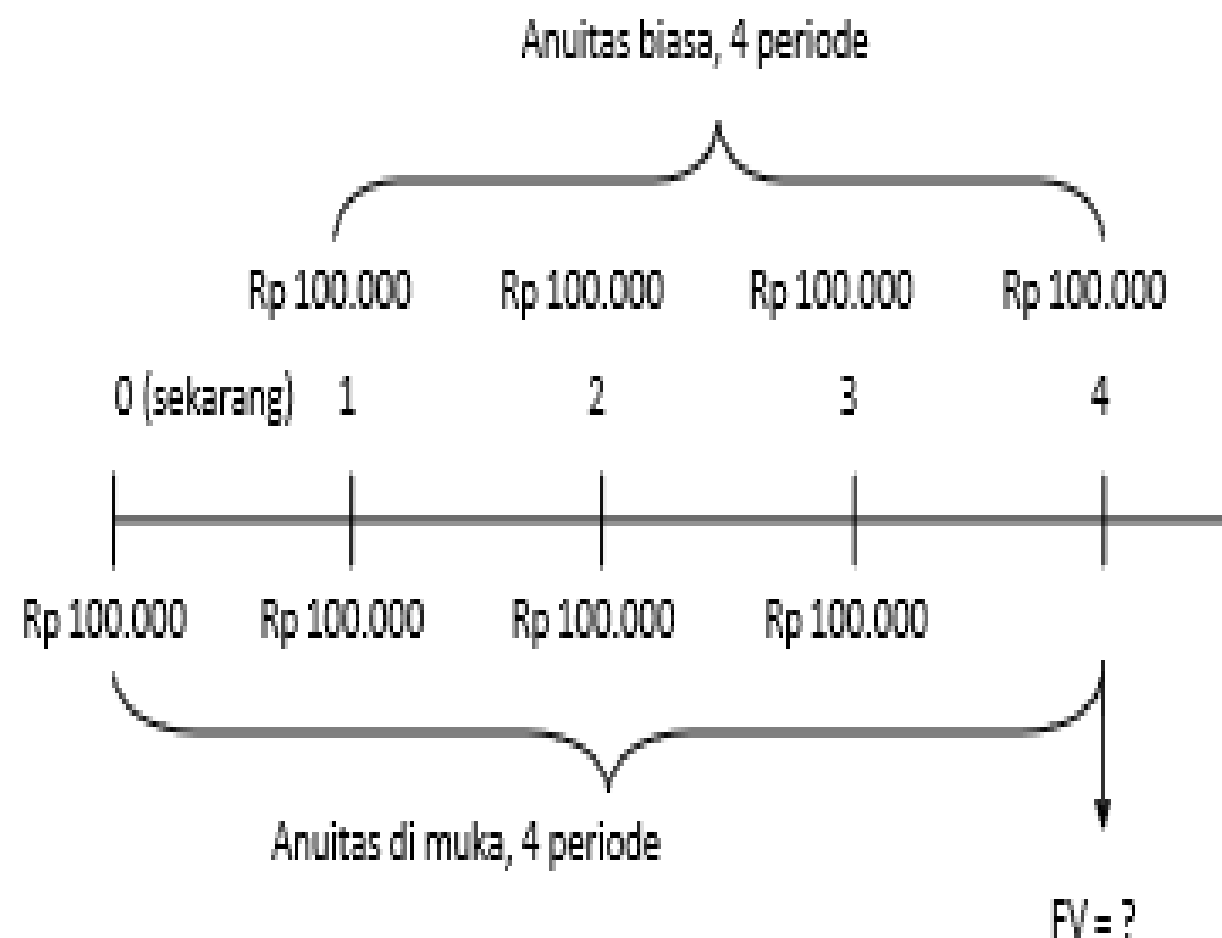 Anuitas biasa, 4 periode
Rp 100.000 Rp 100.000 Rp 100.000 Rp 100.000
0 (sekarang) 1 2 3 4
Rp 100.000 Rp 100.000 Rp 100.000 Rp 100.000
Anuitas di muka, 4 periode
FV = ?